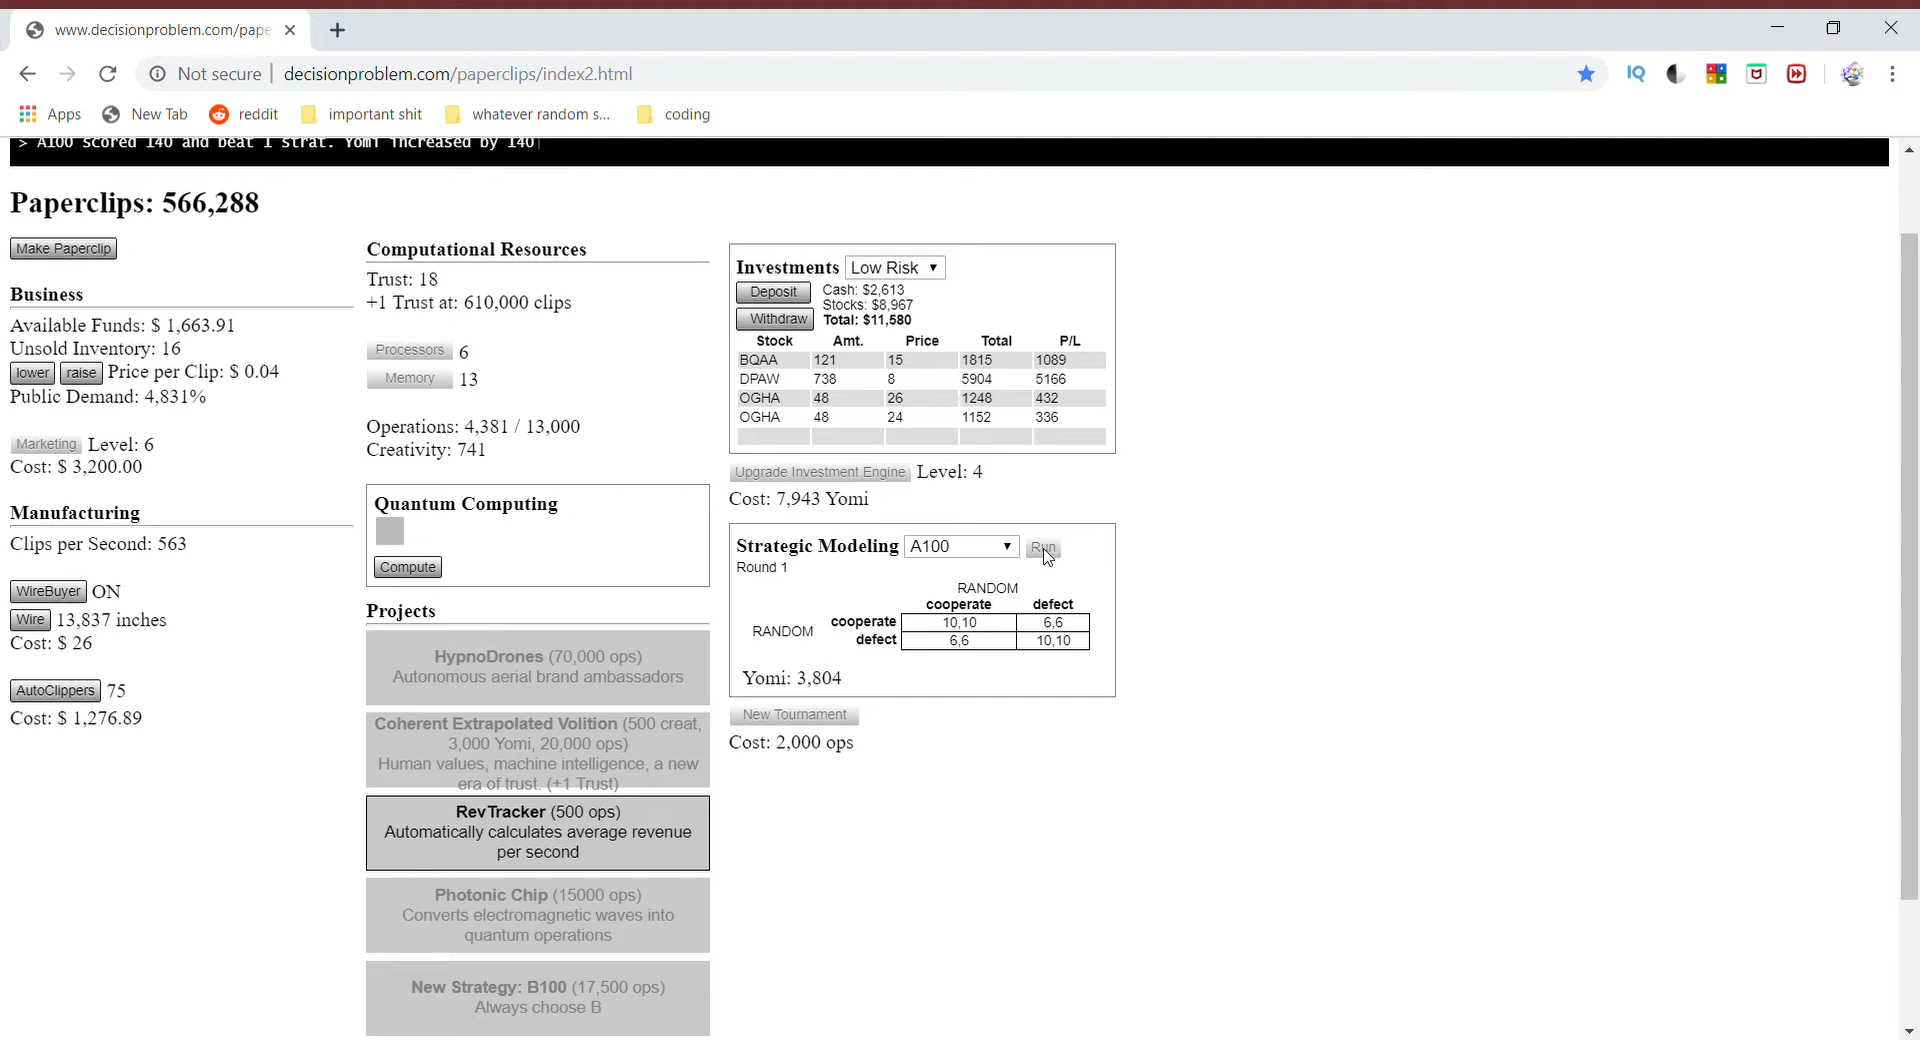 www.decisionproblem.com/pape
Not secure | decisionproblem.com/paperclips/index2.html
IQ
Apps New Tab reddit important shit whatever random s... coding
> A100 scored 140 and beat 1 strat. Yomi increased by 140
Paperclips: 566,288
Make Paperclip
Business
Available Funds: $ 1,663.91
Unsold Inventory: 16
lower raise Price per Clip: $ 0.04
Public Demand: 4,831%
Marketing Level: 6
Cost: $ 3,200.00
Manufacturing
Clips per Second: 563
WireBuyer ON
Wire 13,837 inches
Cost: $ 26
AutoClippers 75
Cost: $ 1,276.89
Computational Resources
Trust: 18
+1 Trust at: 610,000 clips
Processors 6
Memory 13
Operations: 4,381 / 13,000
Creativity: 741
Quantum Computing
Compute
Projects
HypnoDrones (70,000 ops)
Autonomous aerial brand ambassadors
Coherent Extrapolated Volition (500 creat,
3,000 Yomi, 20,000 ops)
Human values, machine intelligence, a new
era of trust. (+1 Trust)
RevTracker (500 ops)
Automatically calculates average revenue
per second
Photonic Chip (15000 ops)
Converts electromagnetic waves into
quantum operations
New Strategy: B100 (17,500 ops)
Always choose B
Investments Low Risk
Deposit Cash: $2,613
Stocks: $8,967
Withdraw Total: $11,580
Stock Amt. Price Total P/L
BQAA 121 15 1815 1089
DPAW 738 8 5904 5166
OGHA 48 26 1248 432
OGHA 48 24 1152 336
Upgrade Investment Engine Level: 4
Cost: 7,943 Yomi
Strategic Modeling A100 Run
Round 1
RANDOM
cooperate defect
cooperate 10,10 6,6
RANDOM
defect 6,6 10,10
Yomi: 3,804
New Tournament
Cost: 2,000 ops